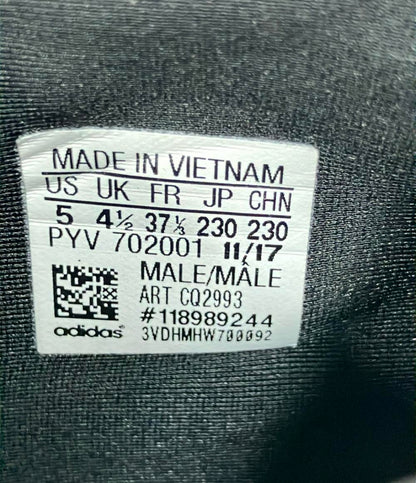 MADE IN VIETNAM
US UK FR JP CHN
5 4½ 37⅓ 230 230
PYV 702001 11/17
MALE/MÂLE
ART CQ2993
#118989244
adidas 3VDHMHW700092